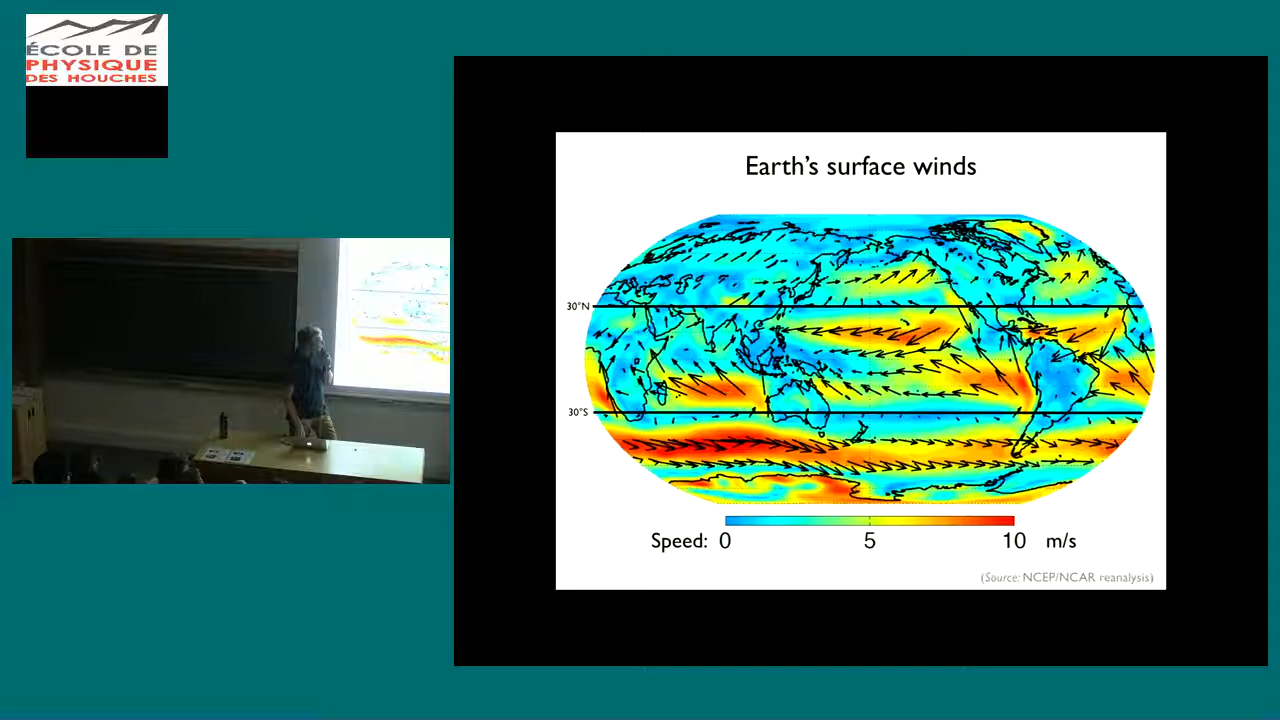 ÉCOLE DE
PHYSIQUE
DES HOUCHES
Earth's surface winds
30°N
30°S
Speed: 0 5 10 m/s
(Source: NCEP/NCAR reanalysis)